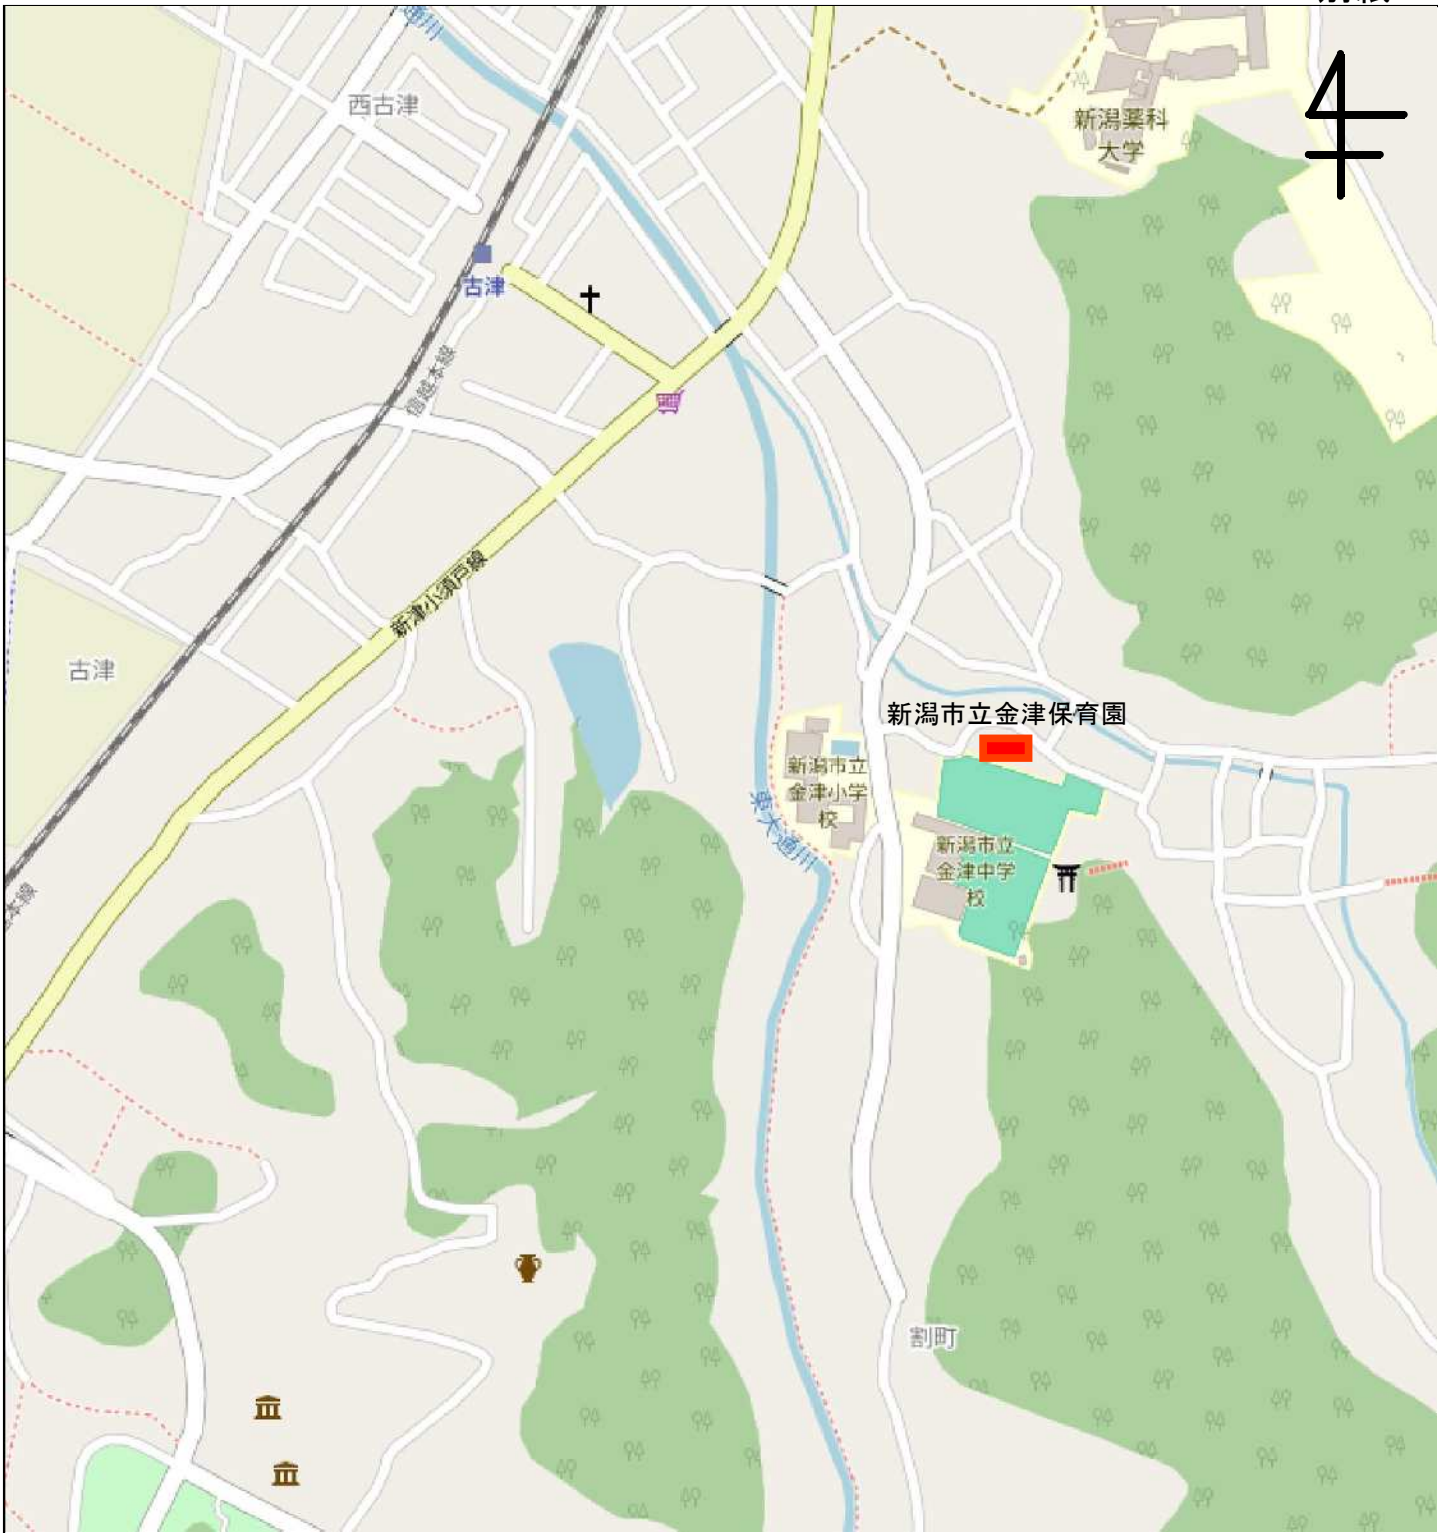 通川
西古津
新潟薬科
大学
古津
信越本線
新津小須戸線
古津
新潟市立金津保育園
新潟市立
金津小学
校
東大通川
新潟市立
金津中学
校
割町